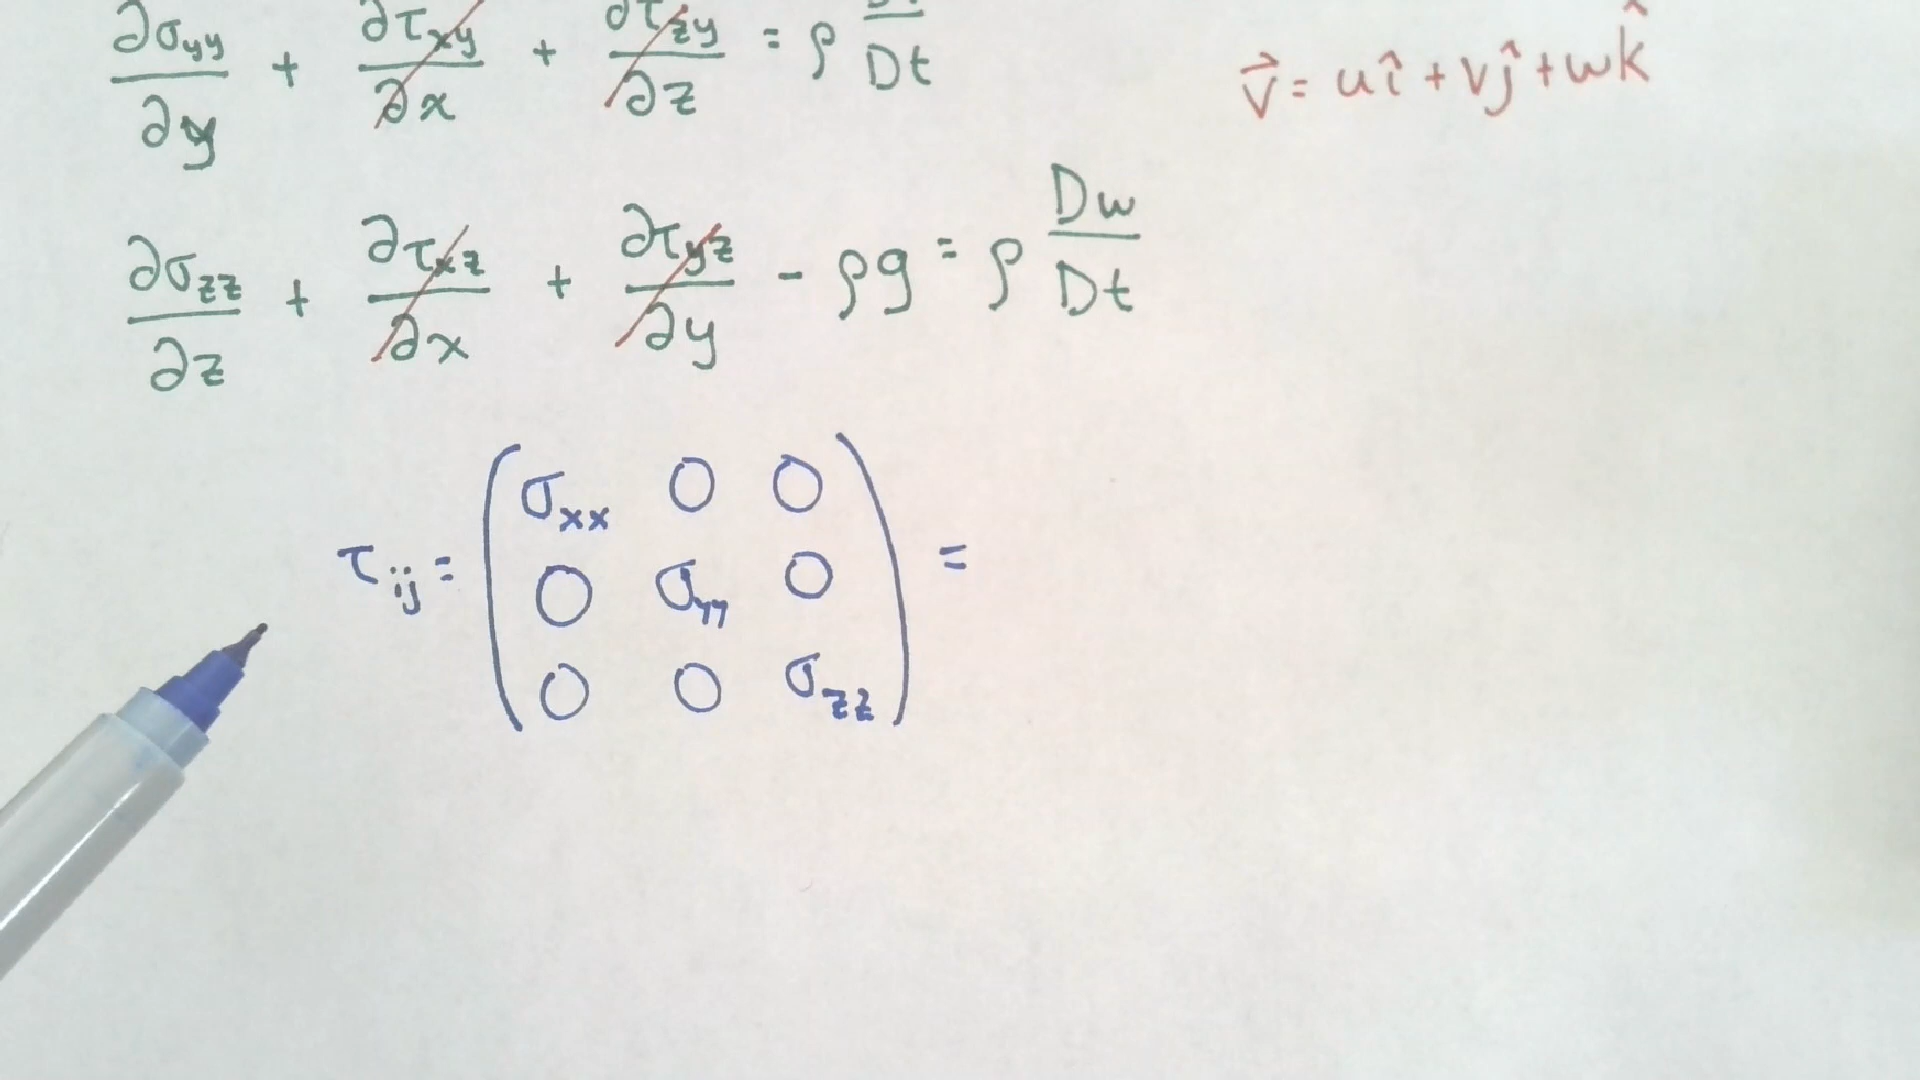 ∂σyy/∂y + ∂τxy/∂x + ∂τzy/∂z = ρ Dv/Dt
V⃗ = uî + vĵ + wk̂
∂σzz/∂z + ∂τxz/∂x + ∂τyz/∂y - ρg = ρ Dw/Dt
σxx 0 0
τij = ( 0 σyy 0 ) =
0 0 σzz